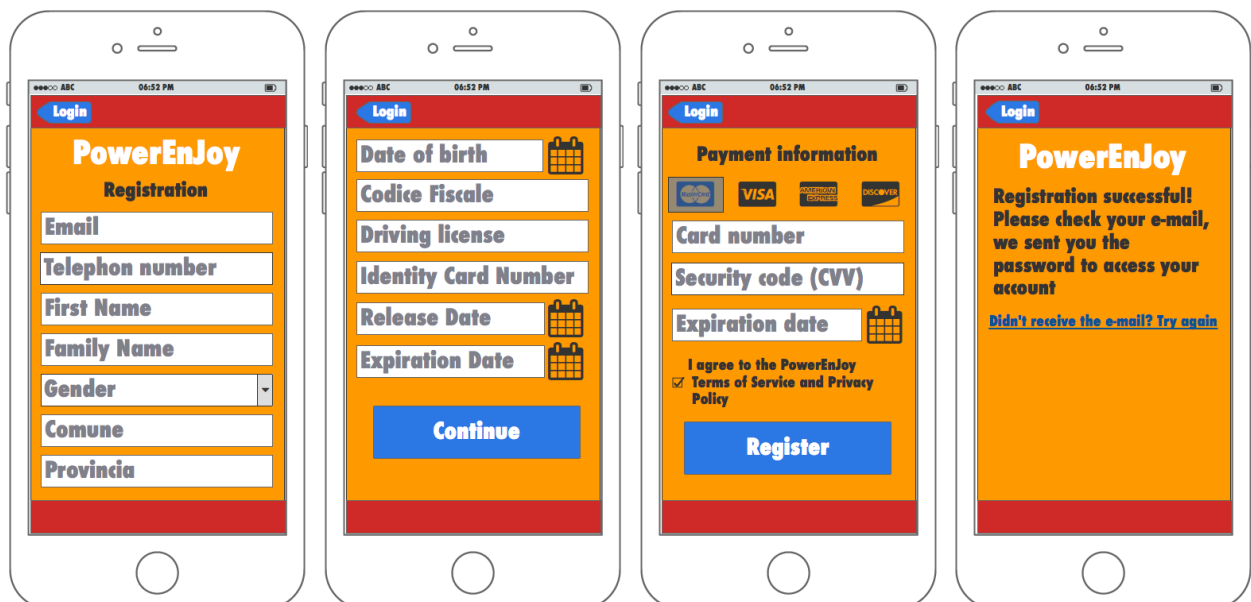 ABC 06:52 PM
Login
PowerEnJoy
Registration
Email
Telephon number
First Name
Family Name
Gender
Comune
Provincia
ABC 06:52 PM
Login
Date of birth
Codice Fiscale
Driving license
Identity Card Number
Release Date
Expiration Date
Continue
ABC 06:52 PM
Login
Payment information
MasterCard VISA AMERICAN EXPRESS DISCOVER
Card number
Security code (CVV)
Expiration date
I agree to the PowerEnJoy
Terms of Service and Privacy
Policy
Register
ABC 06:52 PM
Login
PowerEnJoy
Registration successful!
Please check your e-mail,
we sent you the
password to access your
account
Didn't receive the e-mail? Try again